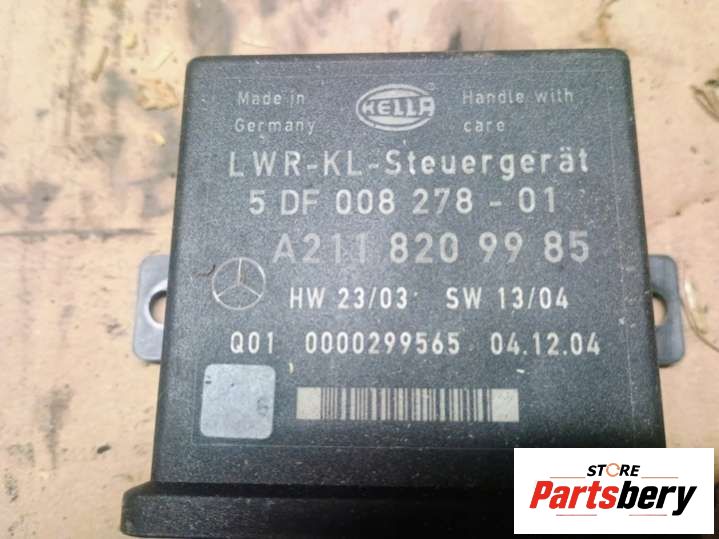 Made in
Germany
HELLA
Handle with
care
LWR-KL-Steuergerät
5 DF 008 278 - 01
A211 820 99 85
HW 23/03 SW 13/04
Q01 0000299565 04.12.04
STORE
Partsbery